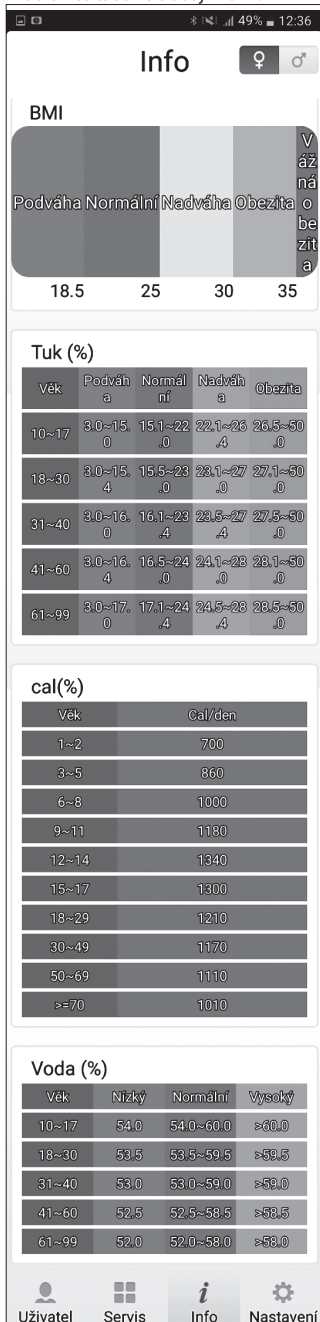 49% 12:36
Info
BMI
Podváha Normální Nadváha Obezita Vážná obezita
18.5 25 30 35
Tuk (%)
Věk Podváha Normální Nadváha Obezita
10~17 3.0~15.0 15.1~22.0 22.1~26.4 26.5~50.0
18~30 3.0~15.4 15.5~23.0 23.1~27.0 27.1~50.0
31~40 3.0~16.0 16.1~23.4 23.5~27.4 27.5~50.0
41~60 3.0~16.4 16.5~24.0 24.1~28.0 28.1~50.0
61~99 3.0~17.0 17.1~24.4 24.5~28.4 28.5~50.0
cal(%)
Věk Cal/den
1~2 700
3~5 860
6~8 1000
9~11 1180
12~14 1340
15~17 1300
18~29 1210
30~49 1170
50~69 1110
>=70 1010
Voda (%)
Věk Nízký Normální Vysoký
10~17 54.0 54.0~60.0 >60.0
18~30 53.5 53.5~59.5 >59.5
31~40 53.0 53.0~59.0 >59.0
41~60 52.5 52.5~58.5 >58.5
61~99 52.0 52.0~58.0 >58.0
Uživatel Servis Info Nastavení